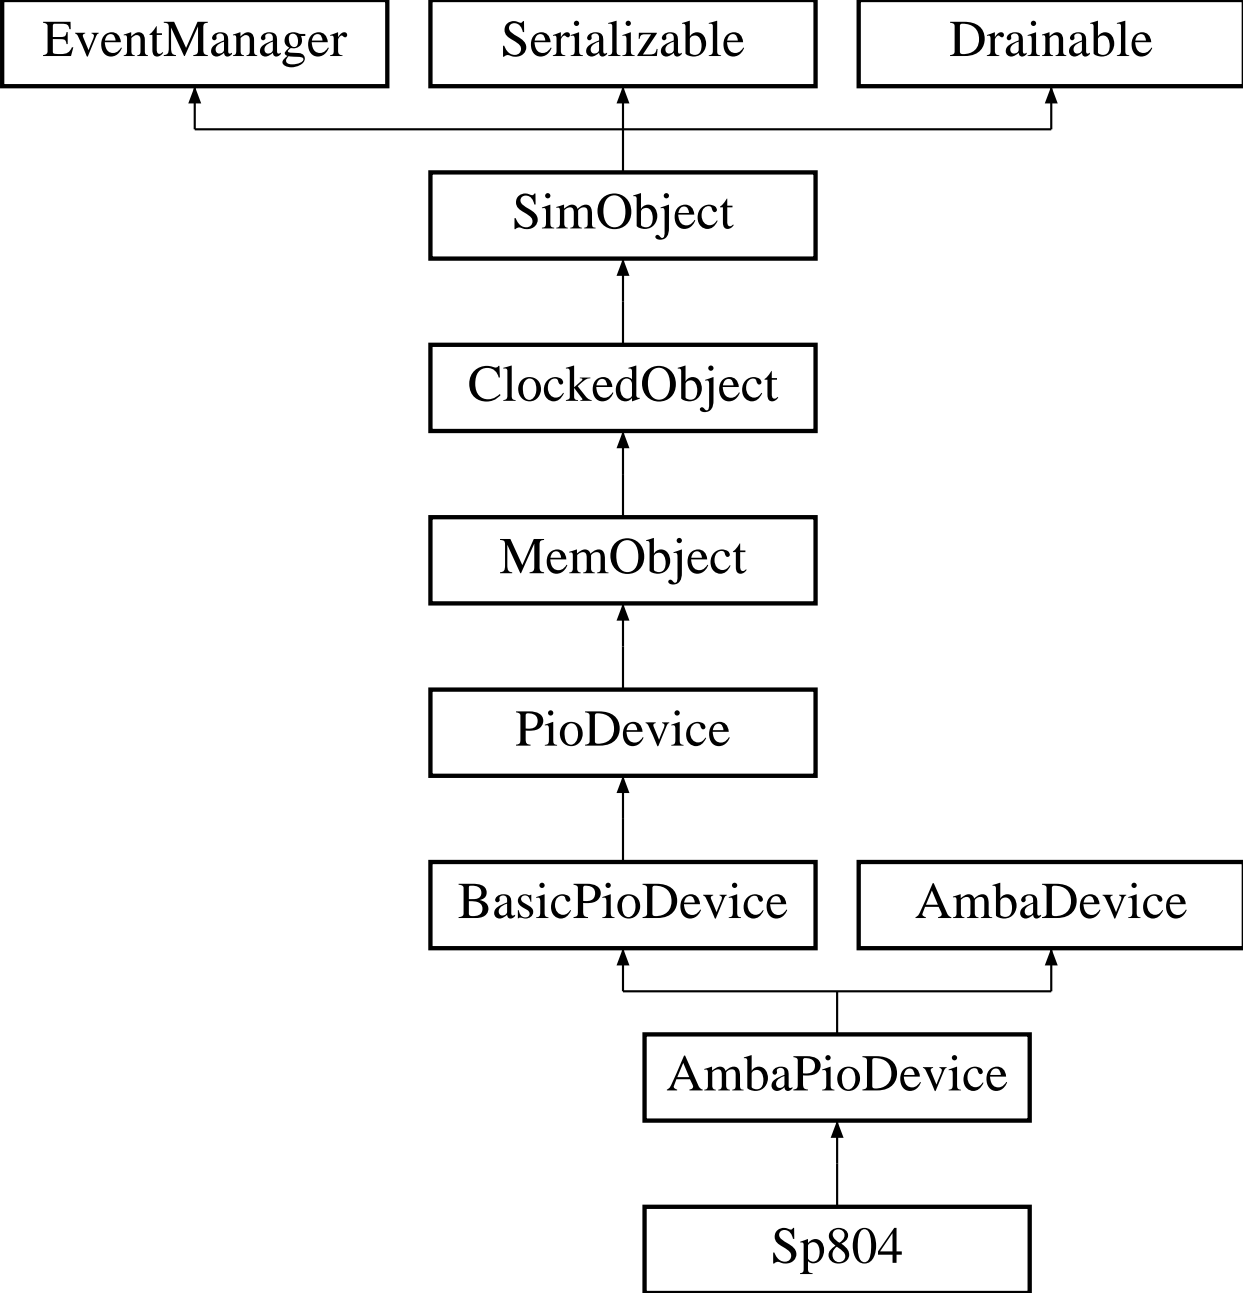 EventManager
Serializable
Drainable
SimObject
ClockedObject
MemObject
PioDevice
BasicPioDevice
AmbaDevice
AmbaPioDevice
Sp804